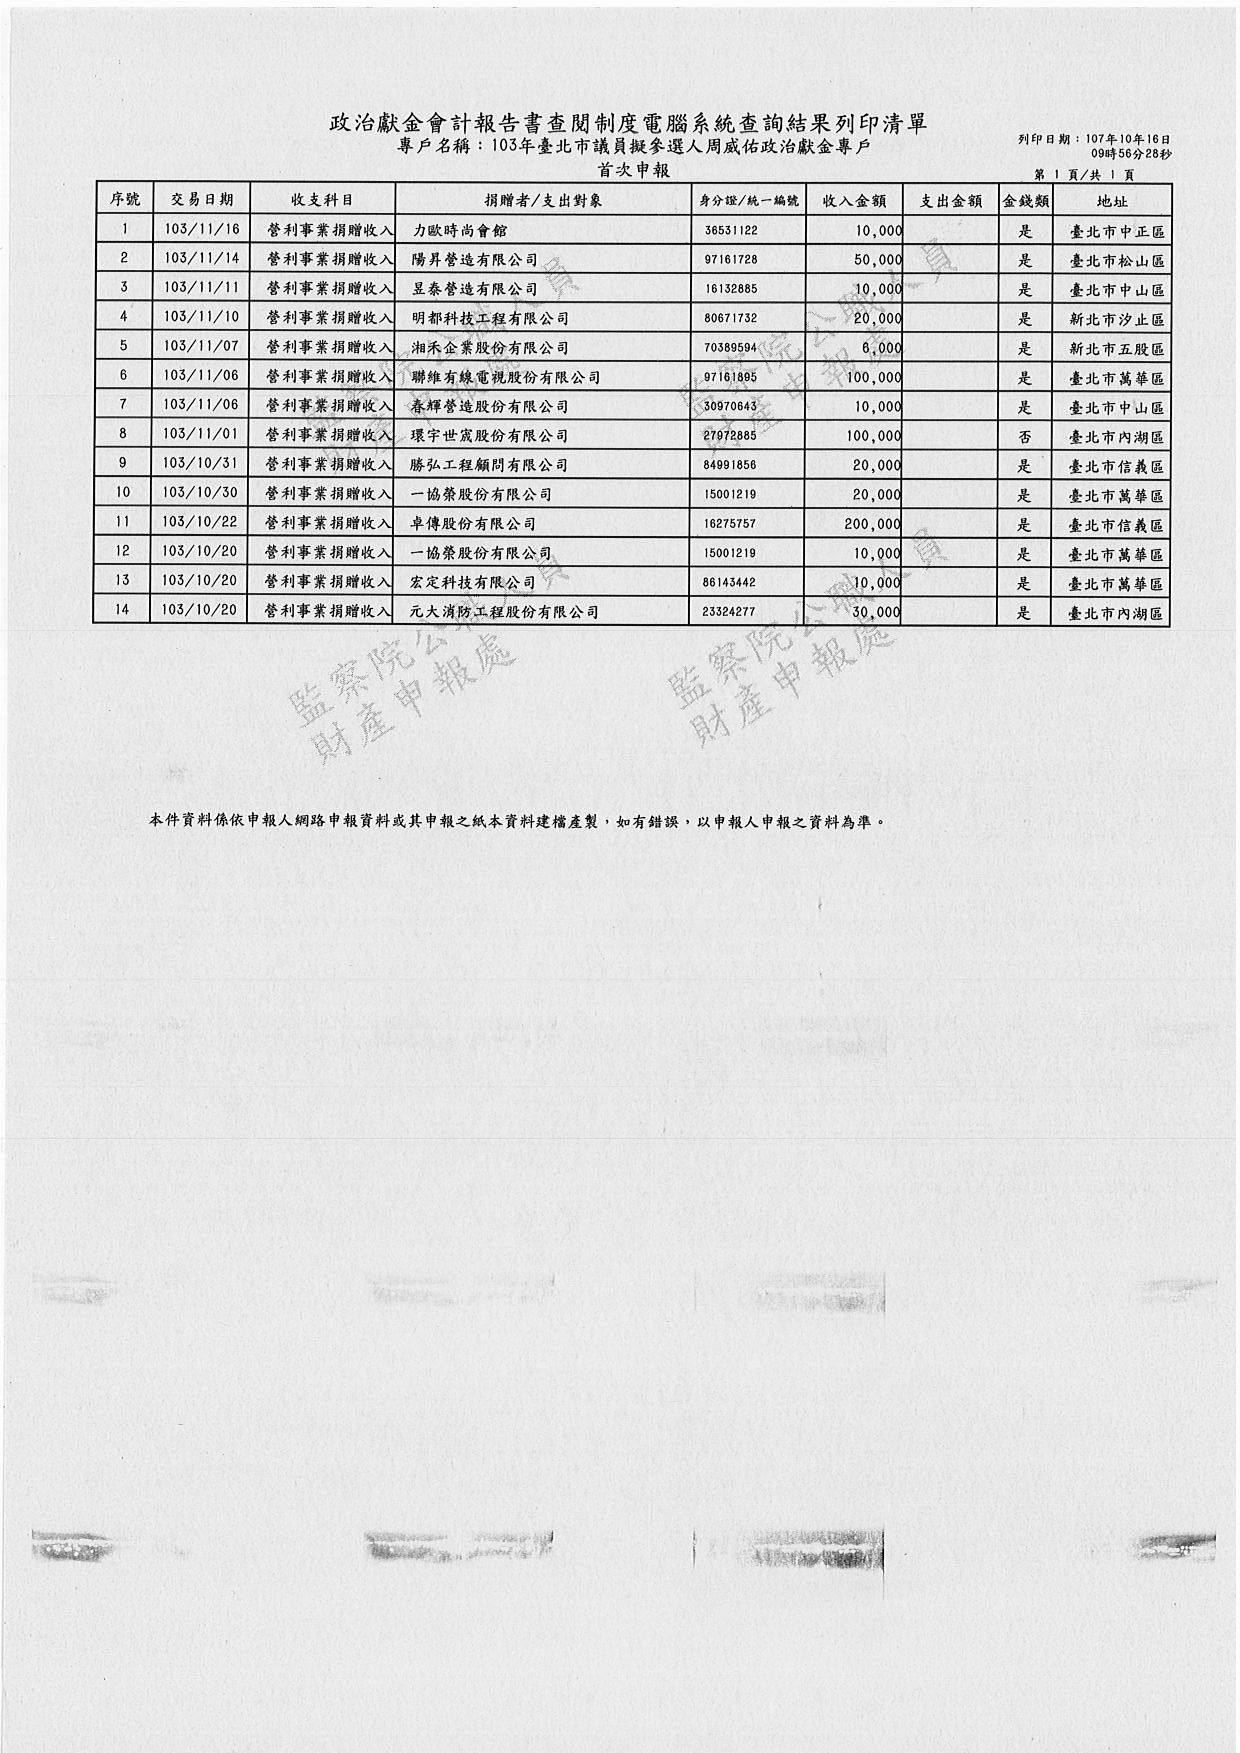 政治獻金會計報告書查閱制度電腦系統查詢結果列印清單
專戶名稱：103年臺北市議員擬參選人周威佑政治獻金專戶
首次申報
列印日期：107年10年16日
09時56分28秒
第 1 頁/共 1 頁
序號 交易日期 收支科目 捐贈者/支出對象 身分證/統一編號 收入金額 支出金額 金錢類 地址
1 103/11/16 營利事業捐贈收入 力歐時尚會館 36531122 10,000 是 臺北市中正區
2 103/11/14 營利事業捐贈收入 陽昇營造有限公司 97161728 50,000 是 臺北市松山區
3 103/11/11 營利事業捐贈收入 昱泰營造有限公司 16132885 10,000 是 臺北市中山區
4 103/11/10 營利事業捐贈收入 明都科技工程有限公司 80671732 20,000 是 新北市汐止區
5 103/11/07 營利事業捐贈收入 湘禾企業股份有限公司 70389594 6,000 是 新北市五股區
6 103/11/06 營利事業捐贈收入 聯維有線電視股份有限公司 97161895 100,000 是 臺北市萬華區
7 103/11/06 營利事業捐贈收入 春輝營造股份有限公司 30970643 10,000 是 臺北市中山區
8 103/11/01 營利事業捐贈收入 環宇世宬股份有限公司 27972885 100,000 否 臺北市內湖區
9 103/10/31 營利事業捐贈收入 勝弘工程顧問有限公司 84991856 20,000 是 臺北市信義區
10 103/10/30 營利事業捐贈收入 一協榮股份有限公司 15001219 20,000 是 臺北市萬華區
11 103/10/22 營利事業捐贈收入 卓傳股份有限公司 16275757 200,000 是 臺北市信義區
12 103/10/20 營利事業捐贈收入 一協榮股份有限公司 15001219 10,000 是 臺北市萬華區
13 103/10/20 營利事業捐贈收入 宏定科技有限公司 86143442 10,000 是 臺北市萬華區
14 103/10/20 營利事業捐贈收入 元大消防工程股份有限公司 23324277 30,000 是 臺北市內湖區
監察院公職人員
財產申報處
監察院公職人員
財產申報處
監察院公職人員
財產申報處
監察院公職人員
財產申報處
本件資料係依申報人網路申報資料或其申報之紙本資料建檔產製，如有錯誤，以申報人申報之資料為準。